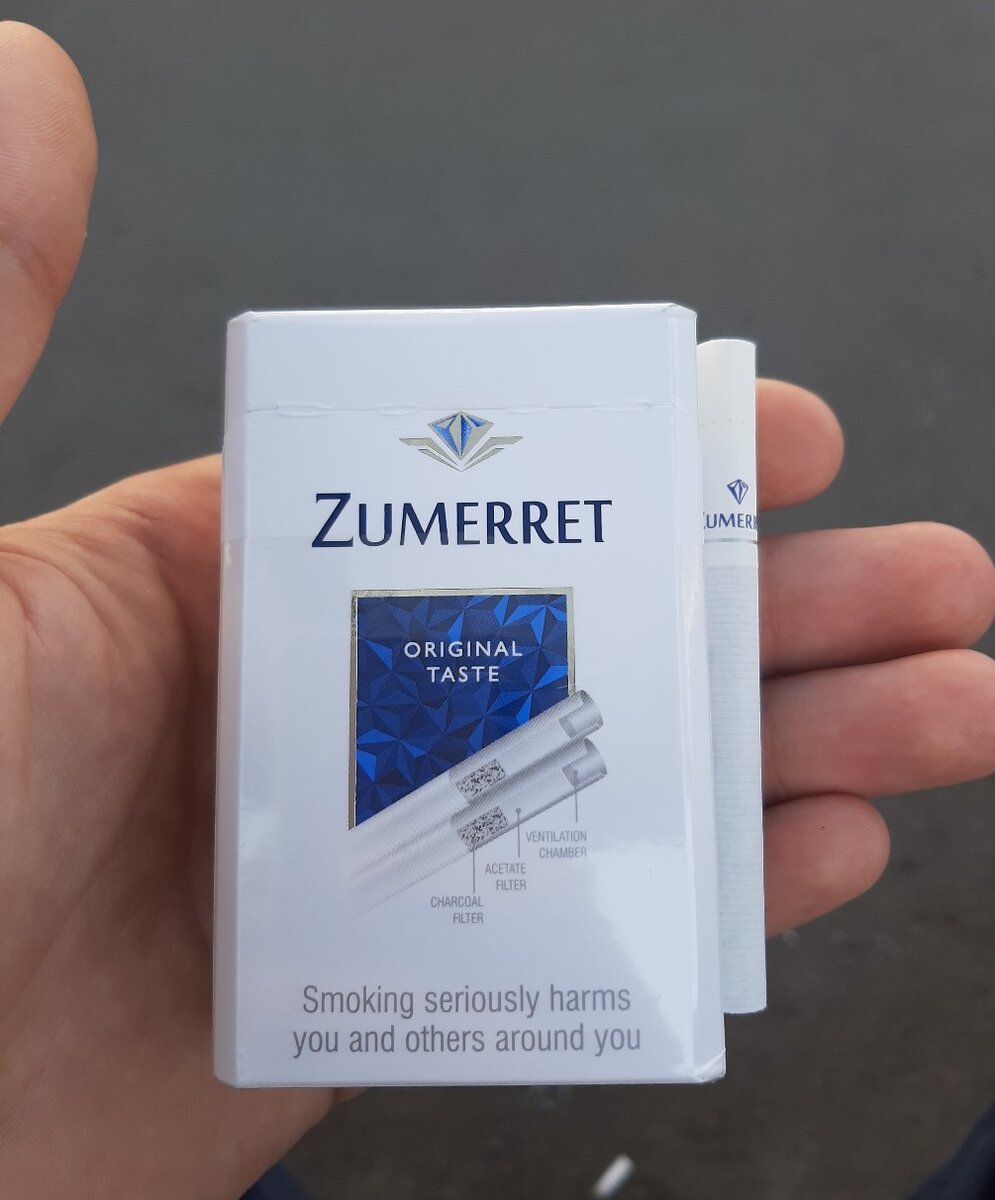 ZUMERRET
ORIGINAL
TASTE
VENTILATION
CHAMBER
ACETATE
FILTER
CHARCOAL
FILTER
Smoking seriously harms
you and others around you